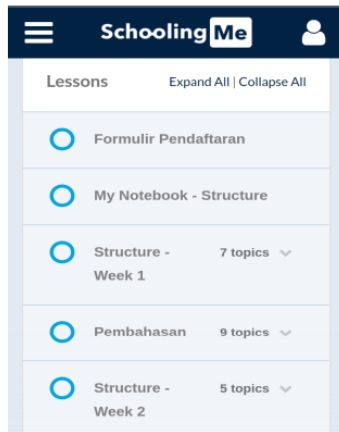 Schooling Me
Lessons Expand All | Collapse All
Formulir Pendaftaran
My Notebook - Structure
Structure - 7 topics
Week 1
Pembahasan 9 topics
Structure - 5 topics
Week 2